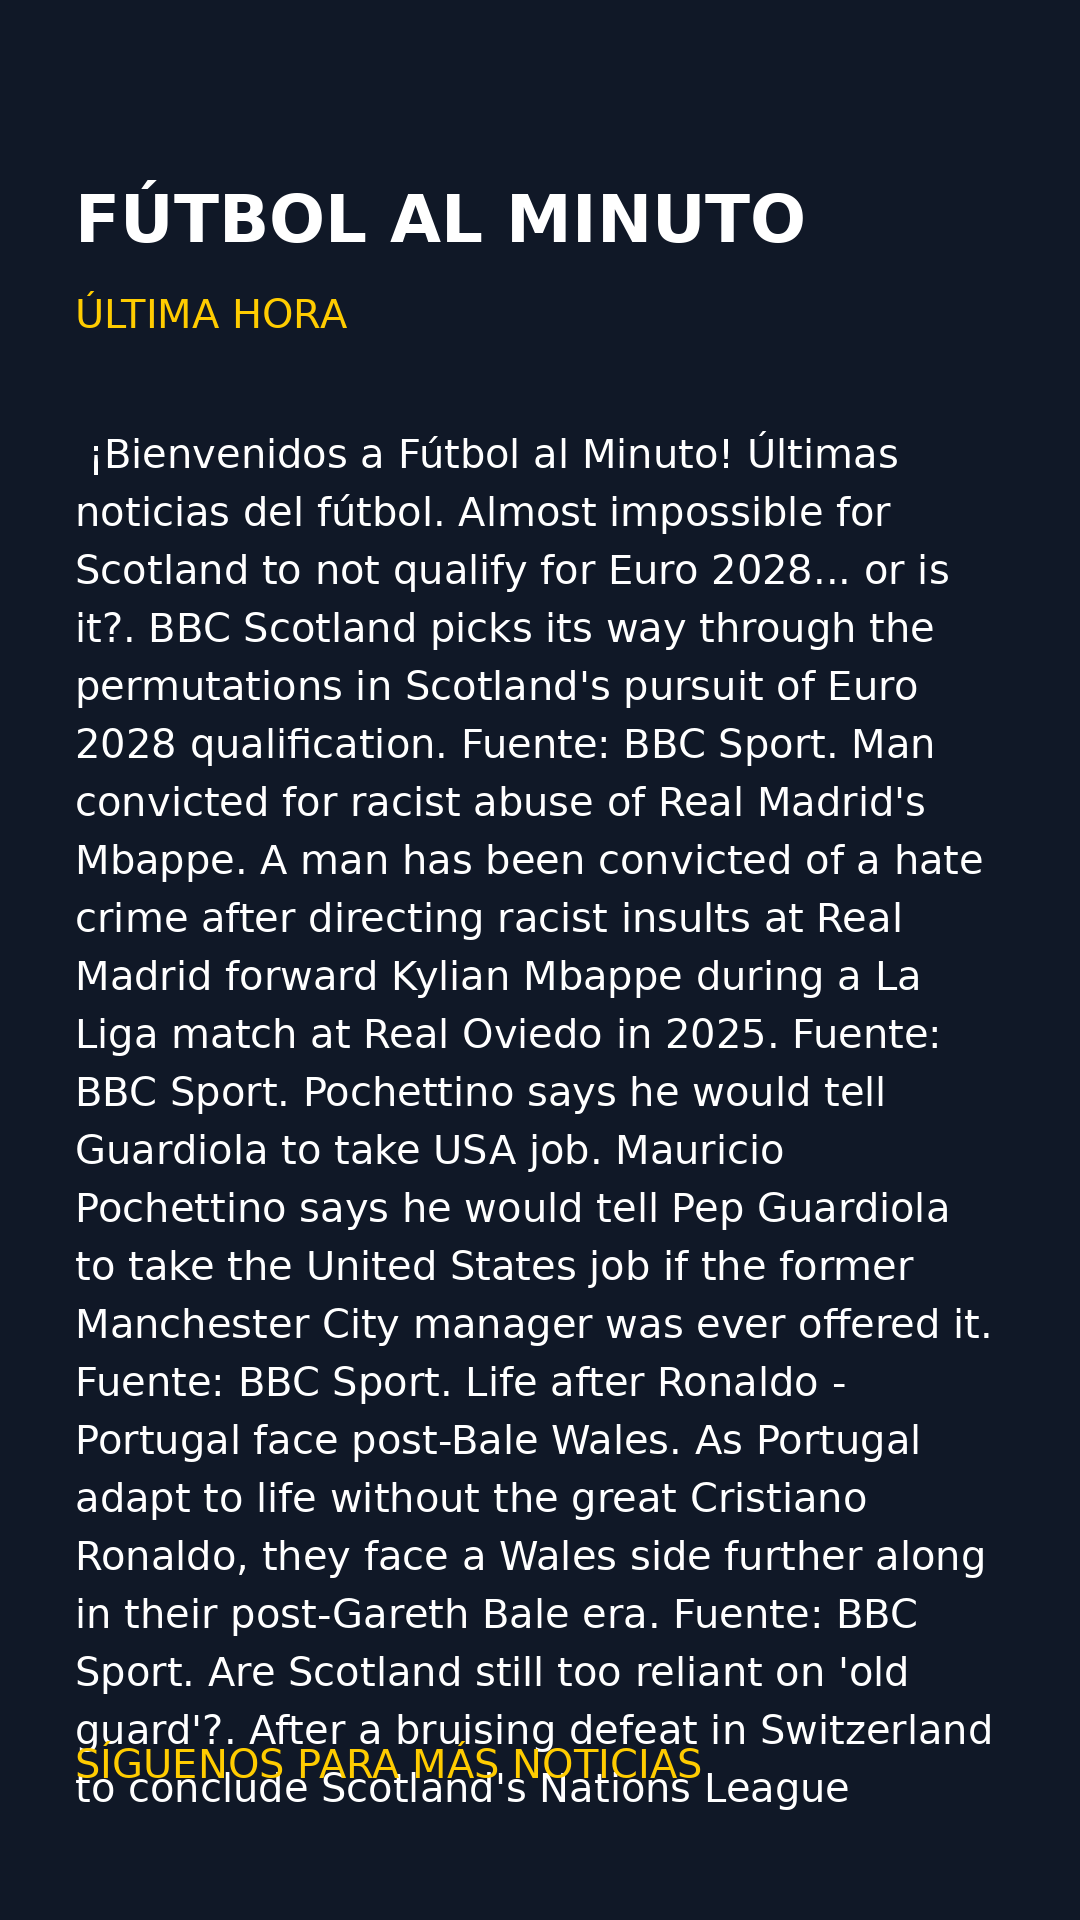 FÚTBOL AL MINUTO
ÚLTIMA HORA
¡Bienvenidos a Fútbol al Minuto! Últimas
noticias del fútbol. Almost impossible for
Scotland to not qualify for Euro 2028... or is
it?. BBC Scotland picks its way through the
permutations in Scotland's pursuit of Euro
2028 qualification. Fuente: BBC Sport. Man
convicted for racist abuse of Real Madrid's
Mbappe. A man has been convicted of a hate
crime after directing racist insults at Real
Madrid forward Kylian Mbappe during a La
Liga match at Real Oviedo in 2025. Fuente:
BBC Sport. Pochettino says he would tell
Guardiola to take USA job. Mauricio
Pochettino says he would tell Pep Guardiola
to take the United States job if the former
Manchester City manager was ever offered it.
Fuente: BBC Sport. Life after Ronaldo -
Portugal face post-Bale Wales. As Portugal
adapt to life without the great Cristiano
Ronaldo, they face a Wales side further along
in their post-Gareth Bale era. Fuente: BBC
Sport. Are Scotland still too reliant on 'old
guard'?. After a bruising defeat in Switzerland
SÍGUENOS PARA MÁS NOTICIAS
to conclude Scotland's Nations League